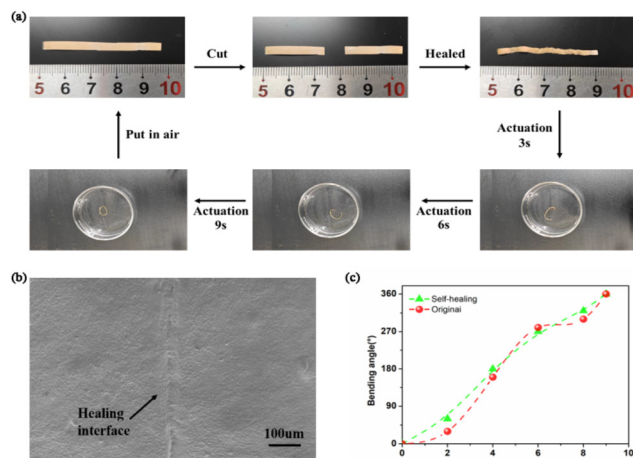 (a)
Cut
Healed
5 6 7 8 9 10
5 6 7 8 9 10
5 6 7 8 9 10
Put in air
Actuation
3s
Actuation
9s
Actuation
6s
(b)
Healing
interface
100um
(c)
Self-healing
Originai
Bending angle(°)
360
270
180
90
0
0 2 4 6 8 10